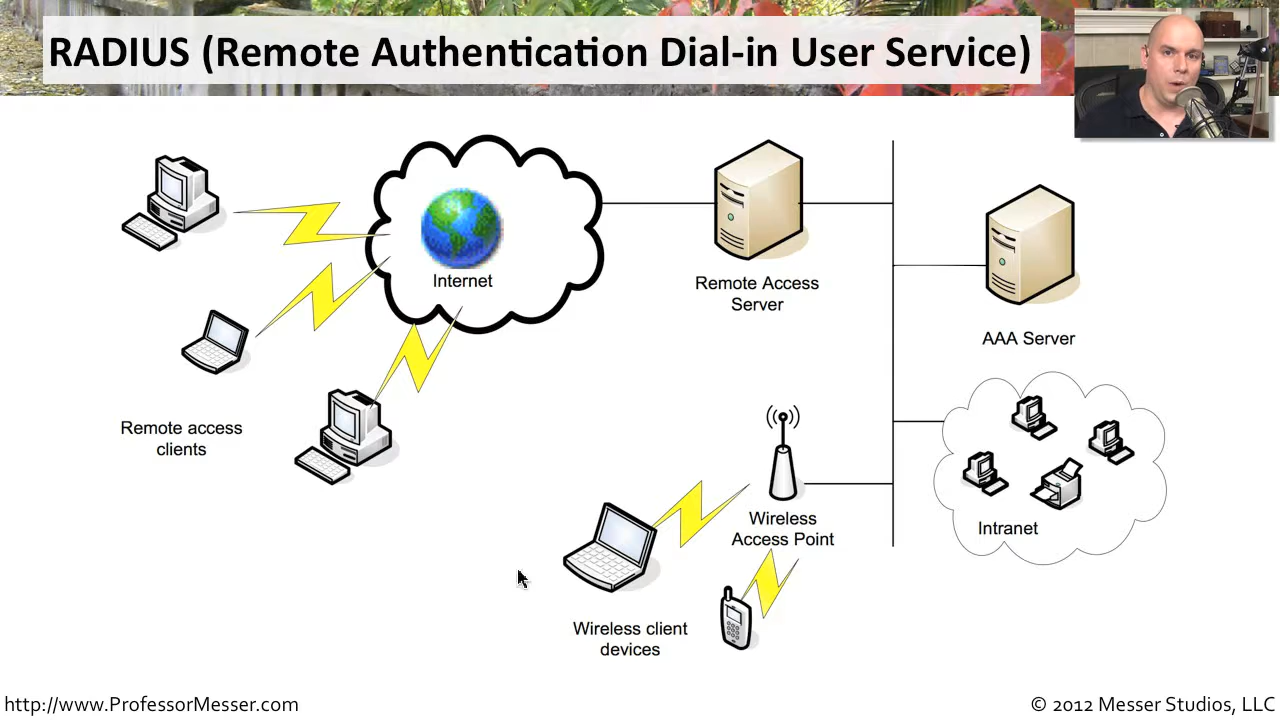 RADIUS (Remote Authentication Dial-in User Service)
Internet
Remote Access
Server
AAA Server
Remote access
clients
Wireless
Access Point
Intranet
Wireless client
devices
http://www.ProfessorMesser.com
© 2012 Messer Studios, LLC